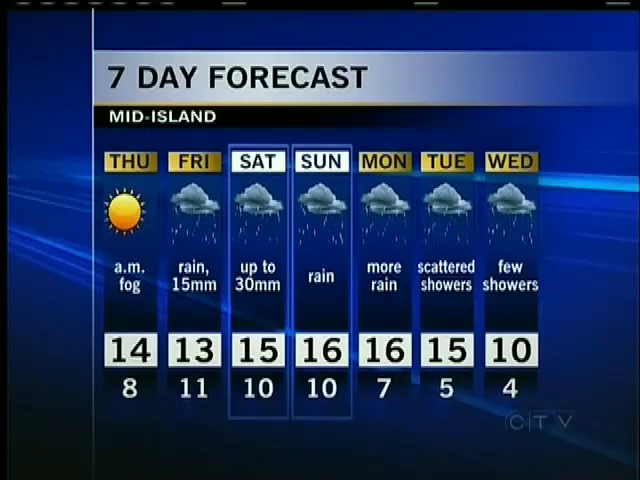 7 DAY FORECAST
MID-ISLAND
THU FRI SAT SUN MON TUE WED
a.m. fog
rain, 15mm
up to 30mm
rain
more rain
scattered showers
few showers
14 13 15 16 16 15 10
8 11 10 10 7 5 4
CTV